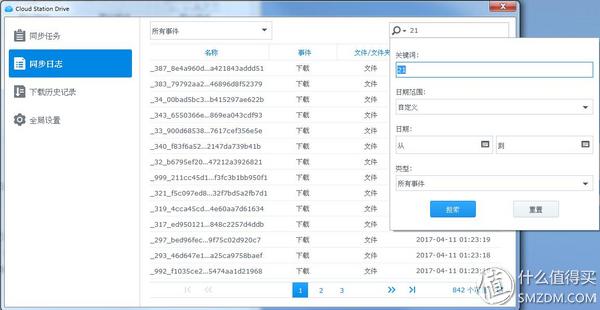 Cloud Station Drive
同步任务
同步日志
下载历史记录
全局设置
所有事件
21
名称 事件 文件/文件夹
_387_8e4a960d...a421843addd51 下载 文件
_383_79792aa2...46896d8f52379 下载 文件
_34_00bad5bc3...b415297ae622b 下载 文件
_343_6550366e...869ea043cdf93 下载 文件
_33_900d68538...7617cef356e5e 下载 文件
_340_f83f6a52...2147da739b41b 下载 文件
_32_b6795ef20...47212a3926821 下载 文件
_999_211cc45d1...f3fc3b1bb950f1 下载 文件
_321_f5c097ed8...32f7bd5a2fb7d1 下载 文件
_319_4cca45cd...4e60aa7d61634 下载 文件
_317_ed950121...848c2257d4ddb 下载 文件
_297_bed96fec...9f75c02d920c7 下载 文件 2017-04-11 01:23:19
_293_46d647e1...a25ca9758baef 下载 文件 2017-04-11 01:23:18
_992_f1035ce2...5474aa1d21968 下载 文件 2017-04-11 01:23:18
1 2 3
842
关键词:
21
日期范围:
自定义
日期:
从 到
类型:
所有事件
搜索 重置
值 什么值得买
SMZDM.COM